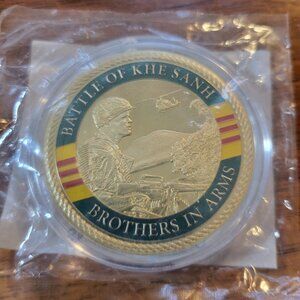 BATTLE OF KHE SANH
BROTHERS IN ARMS